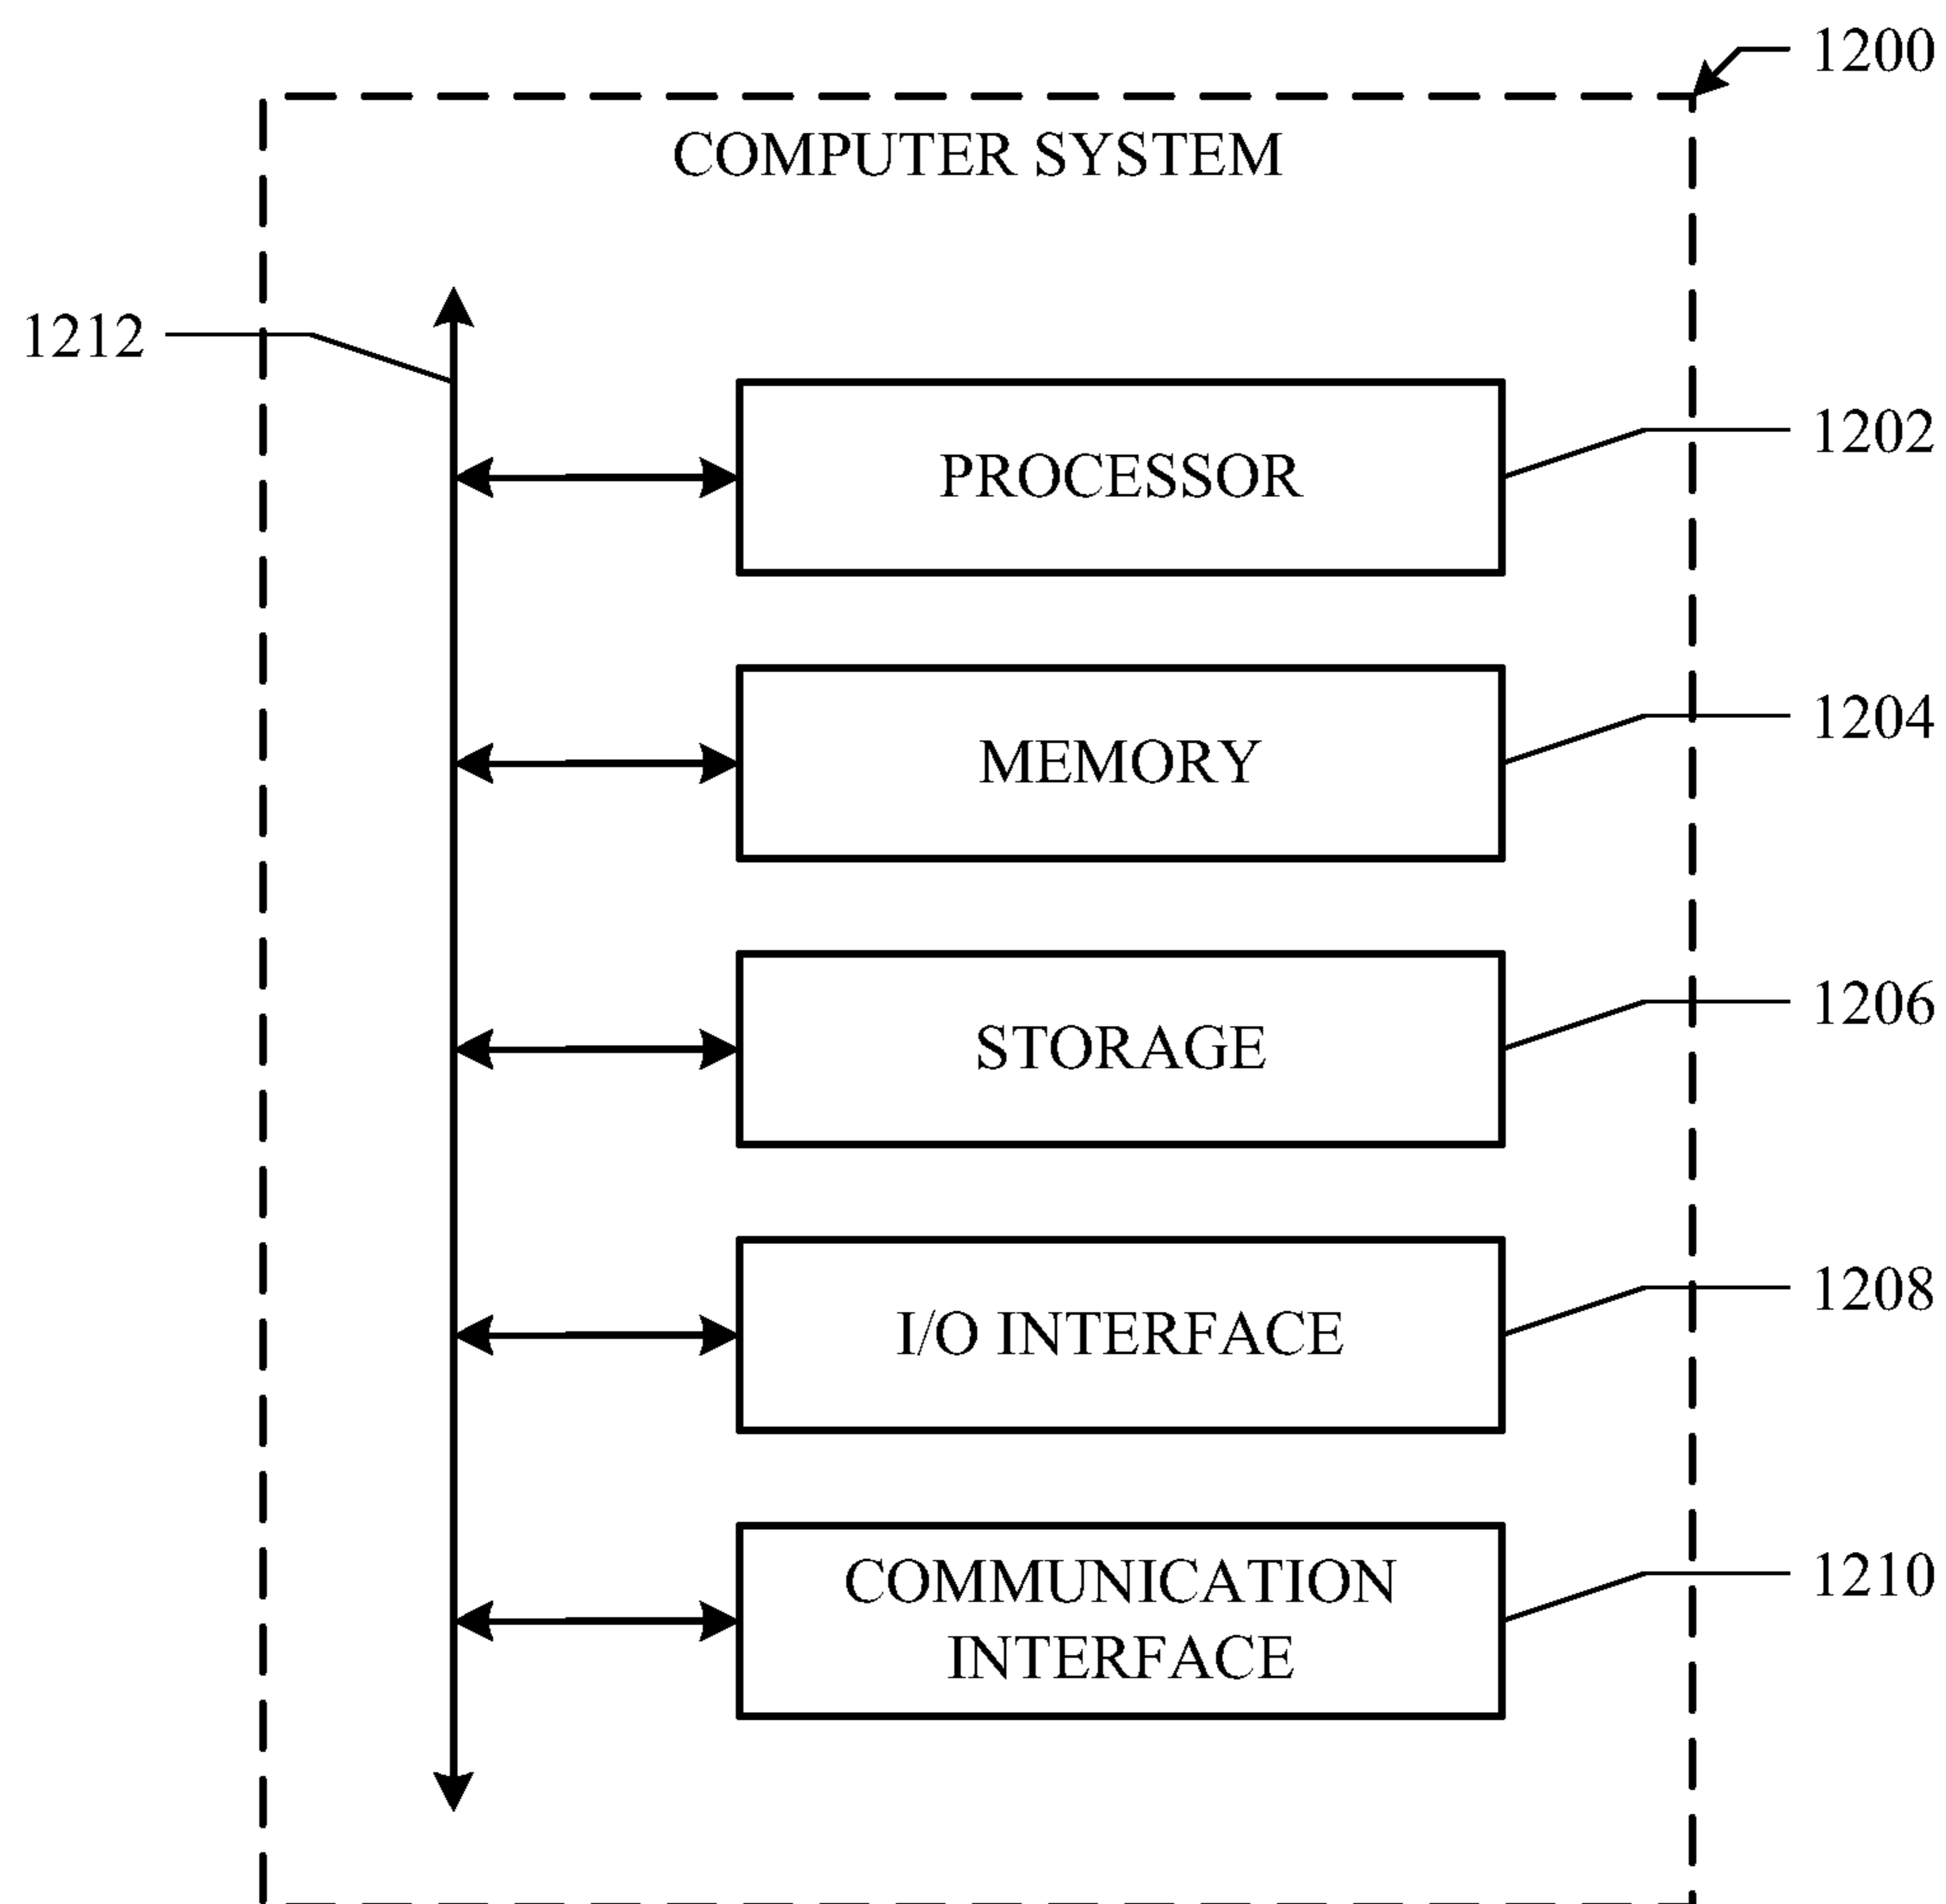 1200
COMPUTER SYSTEM
1212
1202
PROCESSOR
1204
MEMORY
1206
STORAGE
1208
I/O INTERFACE
1210
COMMUNICATION
INTERFACE